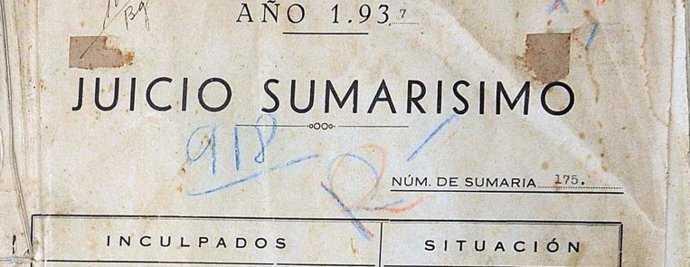 AÑO 1.937
JUICIO SUMARISIMO
918
R
NÚM. DE SUMARIA 175.
INCULPADOS
SITUACIÓN